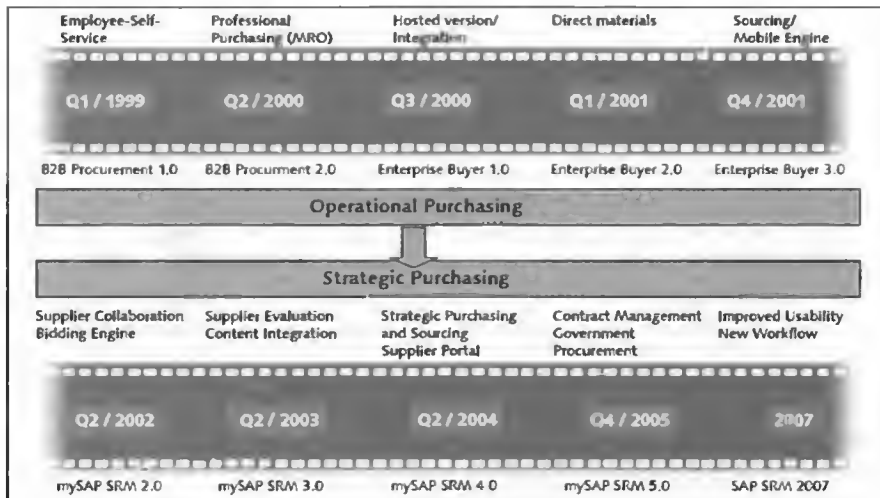 Employee-Self- Professional Hosted version/ Direct materials Sourcing/
Service Purchasing (MRO) Integration Mobile Engine
Q1 / 1999 Q2 / 2000 Q3 / 2000 Q1 / 2001 Q4 / 2001
B2B Procurement 1.0 B2B Procurment 2.0 Enterprise Buyer 1.0 Enterprise Buyer 2.0 Enterprise Buyer 3.0
Operational Purchasing
Strategic Purchasing
Supplier Collaboration Supplier Evaluation Strategic Purchasing Contract Management Improved Usability
Bidding Engine Content Integration and Sourcing Government New Workflow
Supplier Portal Procurement
Q2 / 2002 Q2 / 2003 Q2 / 2004 Q4 / 2005 2007
mySAP SRM 2.0 mySAP SRM 3.0 mySAP SRM 4.0 mySAP SRM 5.0 SAP SRM 2007